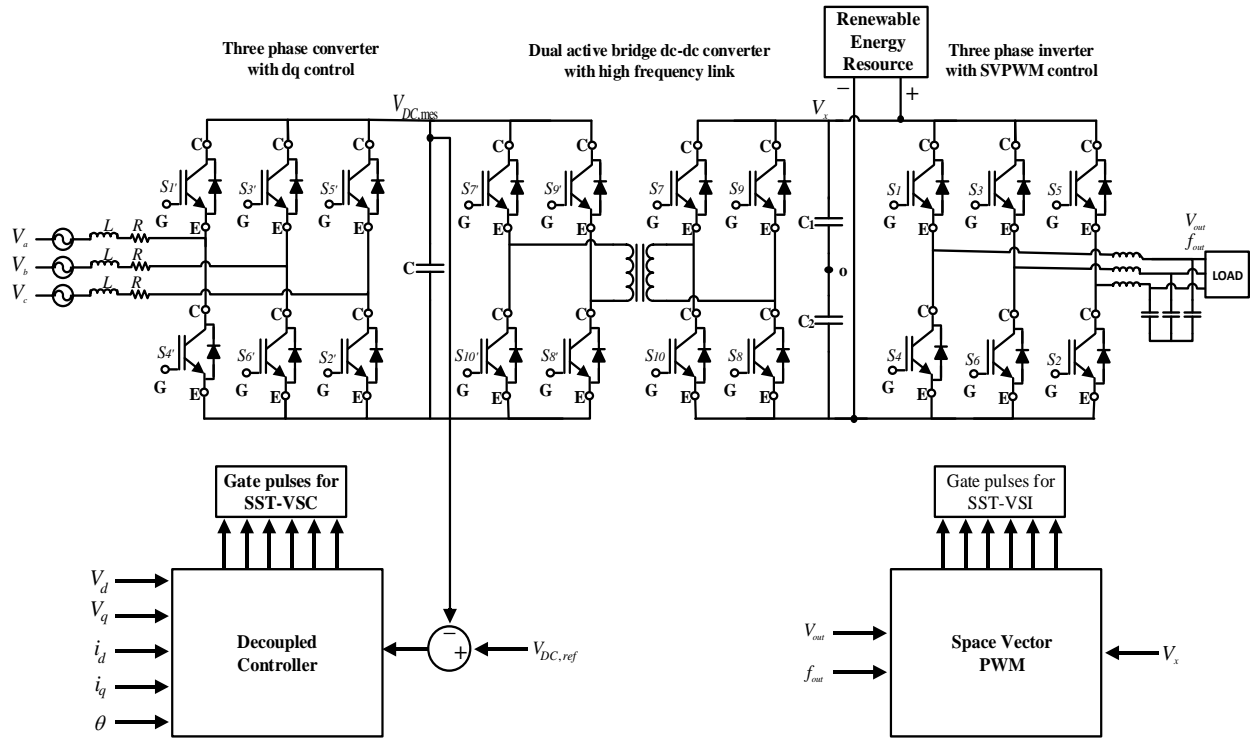 Three phase converter
with dq control
Dual active bridge dc-dc converter
with high frequency link
Renewable
Energy
Resource
Three phase inverter
with SVPWM control
− +
V_DC,mes
V_x
C C C C C C C C C C
S1' S3' S5' S7' S9' S7 S9 S1 S3 S5
G G G G G G G G G G
E E E E E E E E E E
V_a L R
V_b L R
V_c L R
C
C1
o
C2
V_out
f_out
LOAD
C C C C C C C C C C
S4' S6' S2' S10' S8' S10 S8 S4 S6 S2
G G G G G G G G G G
E E E E E E E E E E
Gate pulses for
SST-VSC
Gate pulses for
SST-VSI
V_d
V_q
i_d
i_q
θ
Decoupled
Controller
−
+
V_DC,ref
V_out
f_out
Space Vector
PWM
V_x